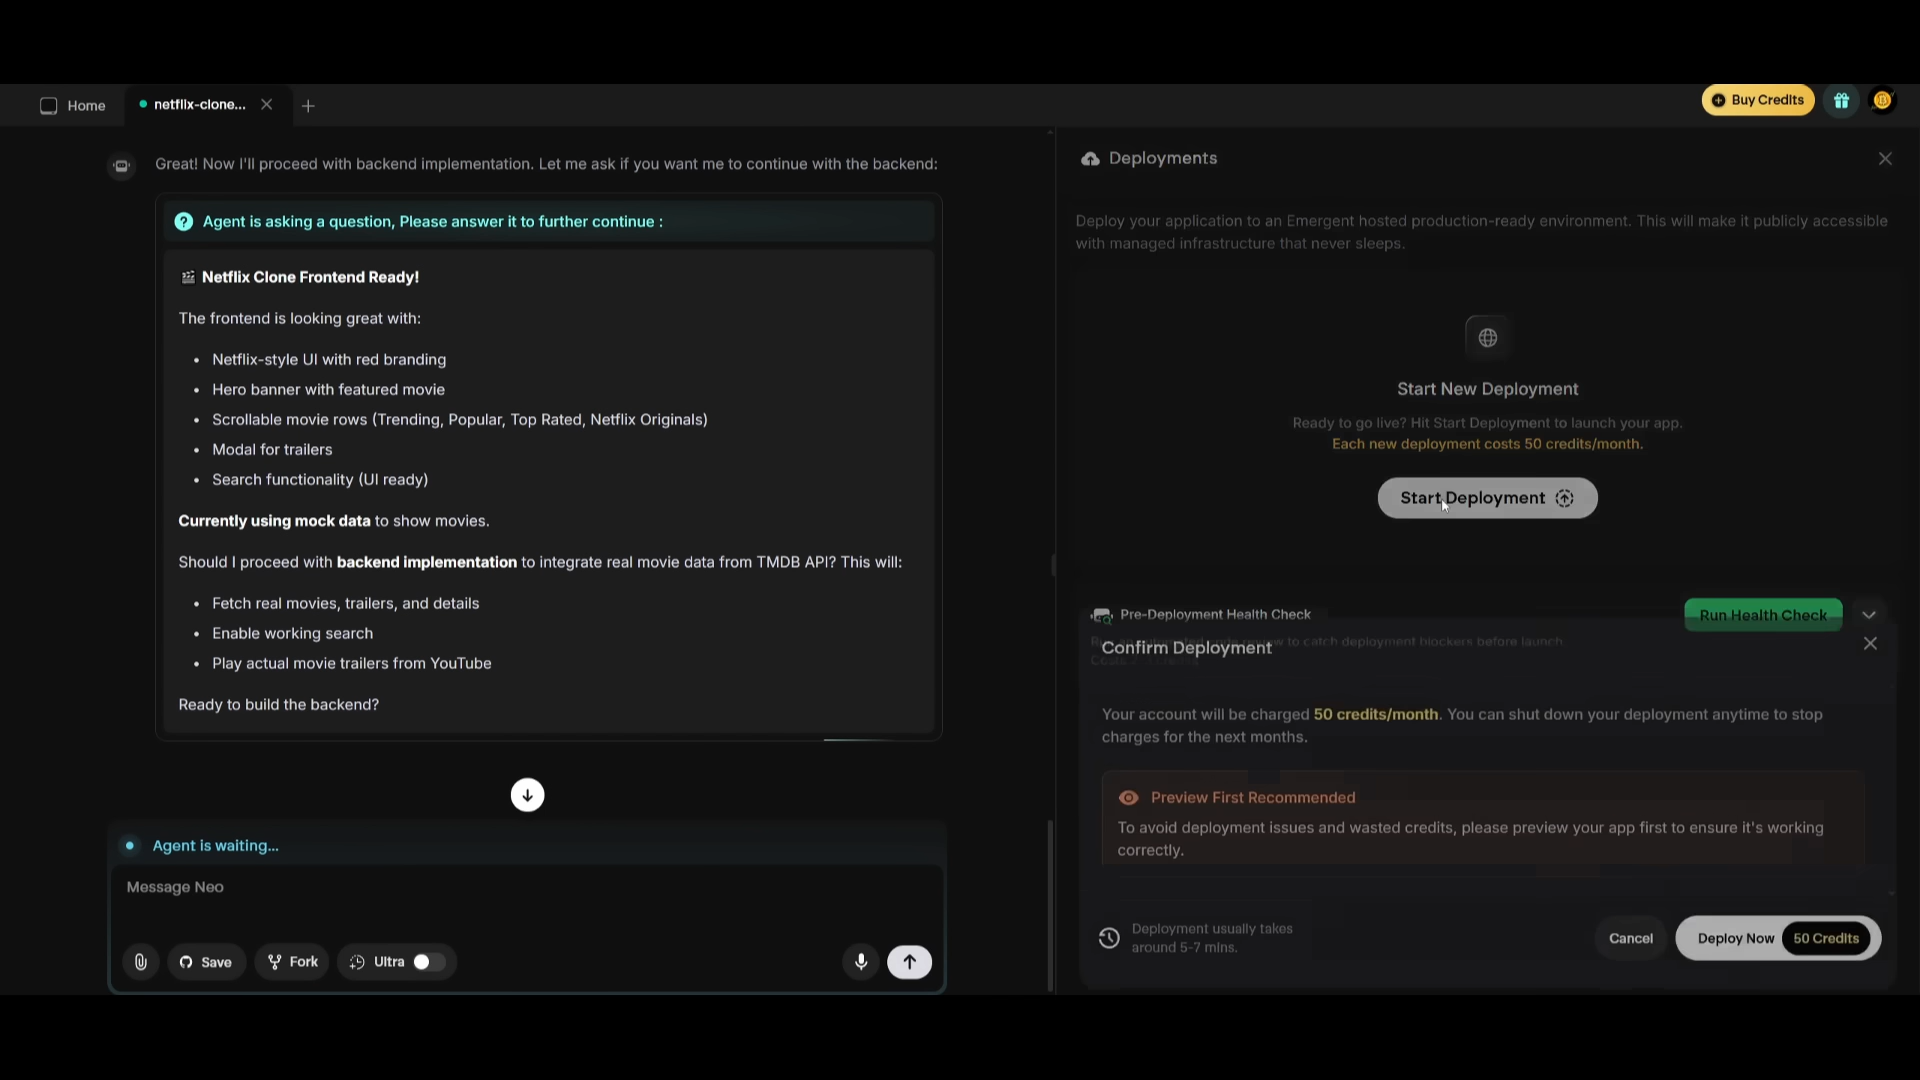 Home
netflix-clone...
Buy Credits
Great! Now I'll proceed with backend implementation. Let me ask if you want me to continue with the backend:
Agent is asking a question, Please answer it to further continue :
Netflix Clone Frontend Ready!
The frontend is looking great with:
• Netflix-style UI with red branding
• Hero banner with featured movie
• Scrollable movie rows (Trending, Popular, Top Rated, Netflix Originals)
• Modal for trailers
• Search functionality (UI ready)
Currently using mock data to show movies.
Should I proceed with backend implementation to integrate real movie data from TMDB API? This will:
• Fetch real movies, trailers, and details
• Enable working search
• Play actual movie trailers from YouTube
Ready to build the backend?
Agent is waiting...
Message Neo
Save
Fork
Ultra
Deployments
Deploy your application to an Emergent hosted production-ready environment. This will make it publicly accessible
with managed infrastructure that never sleeps.
Start New Deployment
Ready to go live? Hit Start Deployment to launch your app.
Each new deployment costs 50 credits/month.
Start Deployment
Pre-Deployment Health Check
Run Health Check
to catch deployment blockers before launch
Confirm Deployment
Your account will be charged 50 credits/month. You can shut down your deployment anytime to stop
charges for the next months.
Preview First Recommended
To avoid deployment issues and wasted credits, please preview your app first to ensure it's working
correctly.
Deployment usually takes
around 5-7 mins.
Cancel
Deploy Now
50 Credits